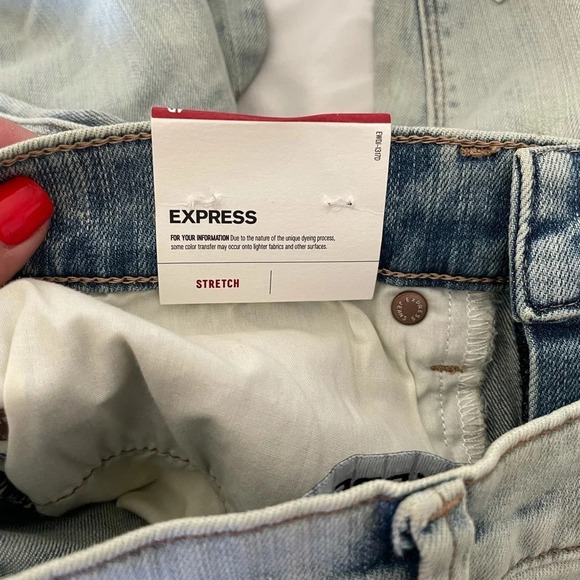 EXPRESS
FOR YOUR INFORMATION Due to the nature of the unique dyeing process,
some color transfer may occur onto lighter fabrics and other surfaces.
STRETCH